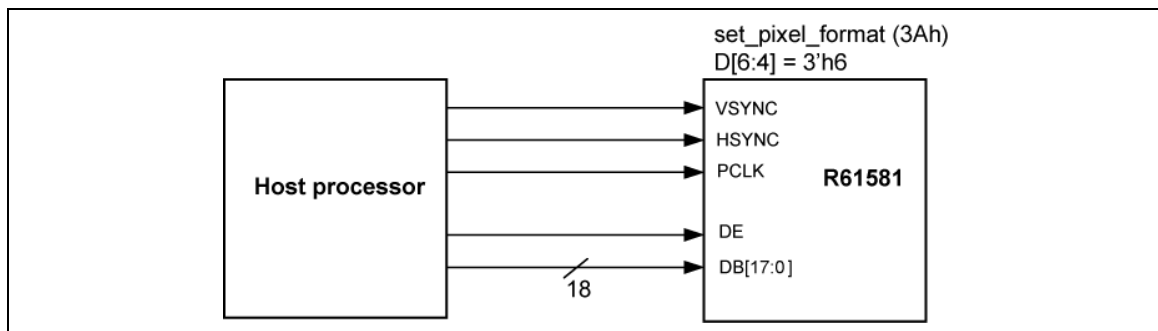 set_pixel_format (3Ah)
D[6:4] = 3'h6
Host processor
VSYNC
HSYNC
PCLK
R61581
DE
DB[17:0]
18